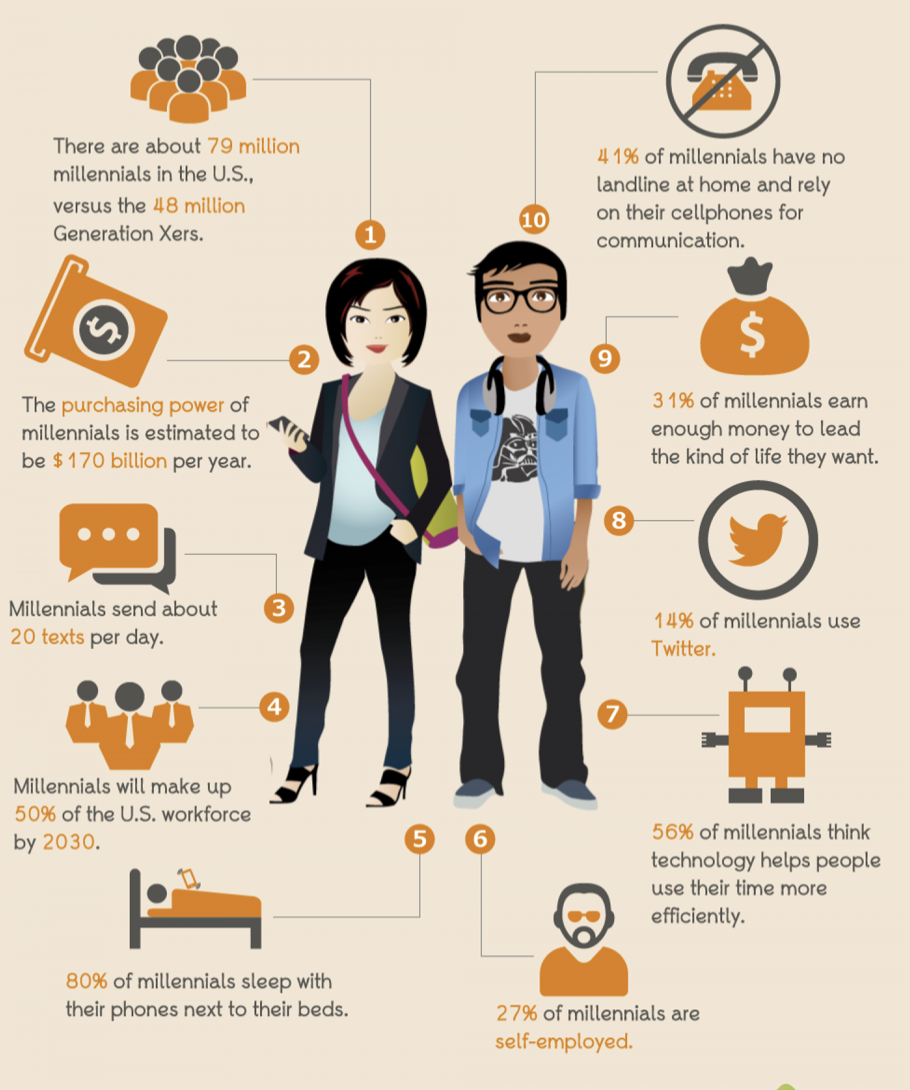 There are about 79 million
millennials in the U.S.,
versus the 48 million
Generation Xers.
1
The purchasing power of
millennials is estimated to
be $170 billion per year.
2
Millennials send about
20 texts per day.
3
Millennials will make up
50% of the U.S. workforce
by 2030.
4
80% of millennials sleep with
their phones next to their beds.
5
6
27% of millennials are
self-employed.
7
56% of millennials think
technology helps people
use their time more
efficiently.
8
14% of millennials use
Twitter.
9
$
31% of millennials earn
enough money to lead
the kind of life they want.
10
41% of millennials have no
landline at home and rely
on their cellphones for
communication.
$